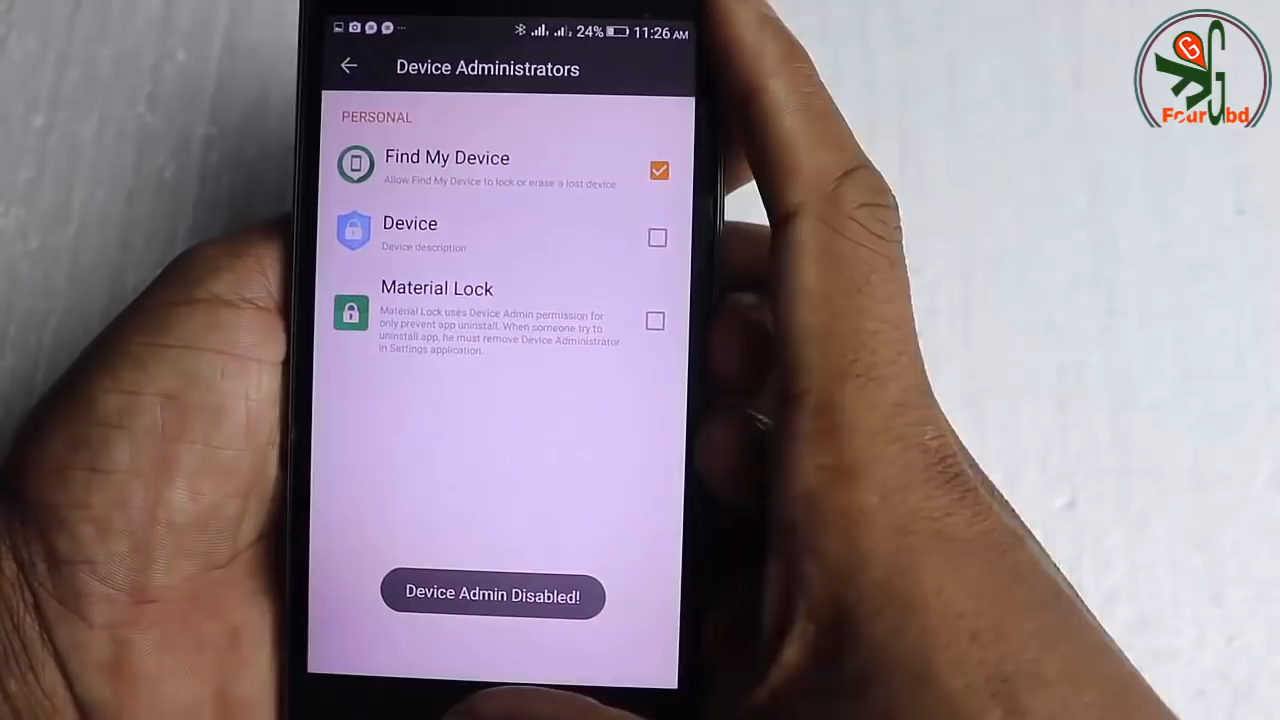 24% 11:26 AM
Device Administrators
PERSONAL
Find My Device
Allow Find My Device to lock or erase a lost device
Device
Device description
Material Lock
Material Lock uses Device Admin permission for
only prevent app uninstall. When someone try to
uninstall app, he must remove Device Administrator
in Settings application.
Device Admin Disabled!
G